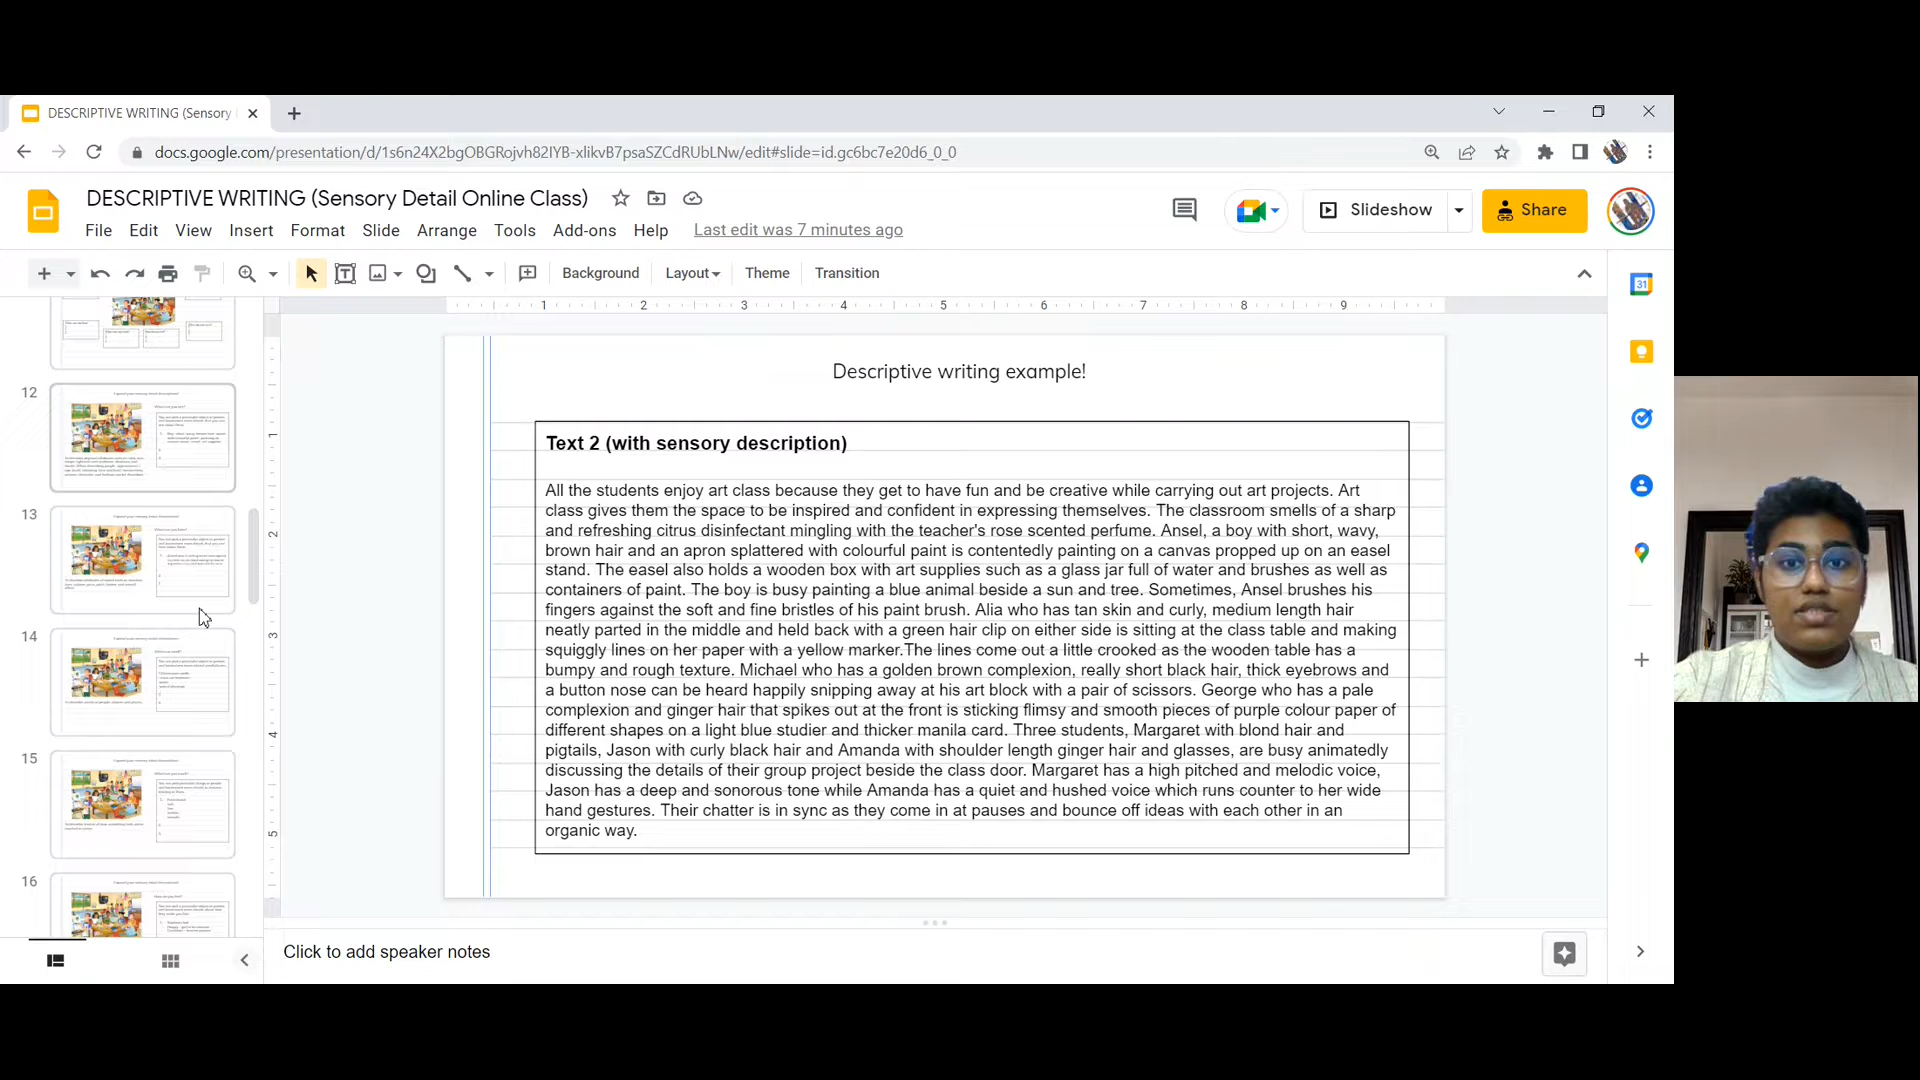 DESCRIPTIVE WRITING (Sensory
docs.google.com/presentation/d/1s6n24X2bgOBGRojvh82IYB-xlikvB7psaSZCdRUbLNw/edit#slide=id.gc6bc7e20d6_0_0
DESCRIPTIVE WRITING (Sensory Detail Online Class)
Slideshow
Share
File Edit View Insert Format Slide Arrange Tools Add-ons Help Last edit was 7 minutes ago
Background Layout Theme Transition
31
1 2 3 4 5 6 7 8 9
12
13
14
15
16
1
2
3
4
5
Descriptive writing example!
Text 2 (with sensory description)
All the students enjoy art class because they get to have fun and be creative while carrying out art projects. Art
class gives them the space to be inspired and confident in expressing themselves. The classroom smells of a sharp
and refreshing citrus disinfectant mingling with the teacher's rose scented perfume. Ansel, a boy with short, wavy,
brown hair and an apron splattered with colourful paint is contentedly painting on a canvas propped up on an easel
stand. The easel also holds a wooden box with art supplies such as a glass jar full of water and brushes as well as
containers of paint. The boy is busy painting a blue animal beside a sun and tree. Sometimes, Ansel brushes his
fingers against the soft and fine bristles of his paint brush. Alia who has tan skin and curly, medium length hair
neatly parted in the middle and held back with a green hair clip on either side is sitting at the class table and making
squiggly lines on her paper with a yellow marker.The lines come out a little crooked as the wooden table has a
bumpy and rough texture. Michael who has a golden brown complexion, really short black hair, thick eyebrows and
a button nose can be heard happily snipping away at his art block with a pair of scissors. George who has a pale
complexion and ginger hair that spikes out at the front is sticking flimsy and smooth pieces of purple colour paper of
different shapes on a light blue studier and thicker manila card. Three students, Margaret with blond hair and
pigtails, Jason with curly black hair and Amanda with shoulder length ginger hair and glasses, are busy animatedly
discussing the details of their group project beside the class door. Margaret has a high pitched and melodic voice,
Jason has a deep and sonorous tone while Amanda has a quiet and hushed voice which runs counter to her wide
hand gestures. Their chatter is in sync as they come in at pauses and bounce off ideas with each other in an
organic way.
Click to add speaker notes